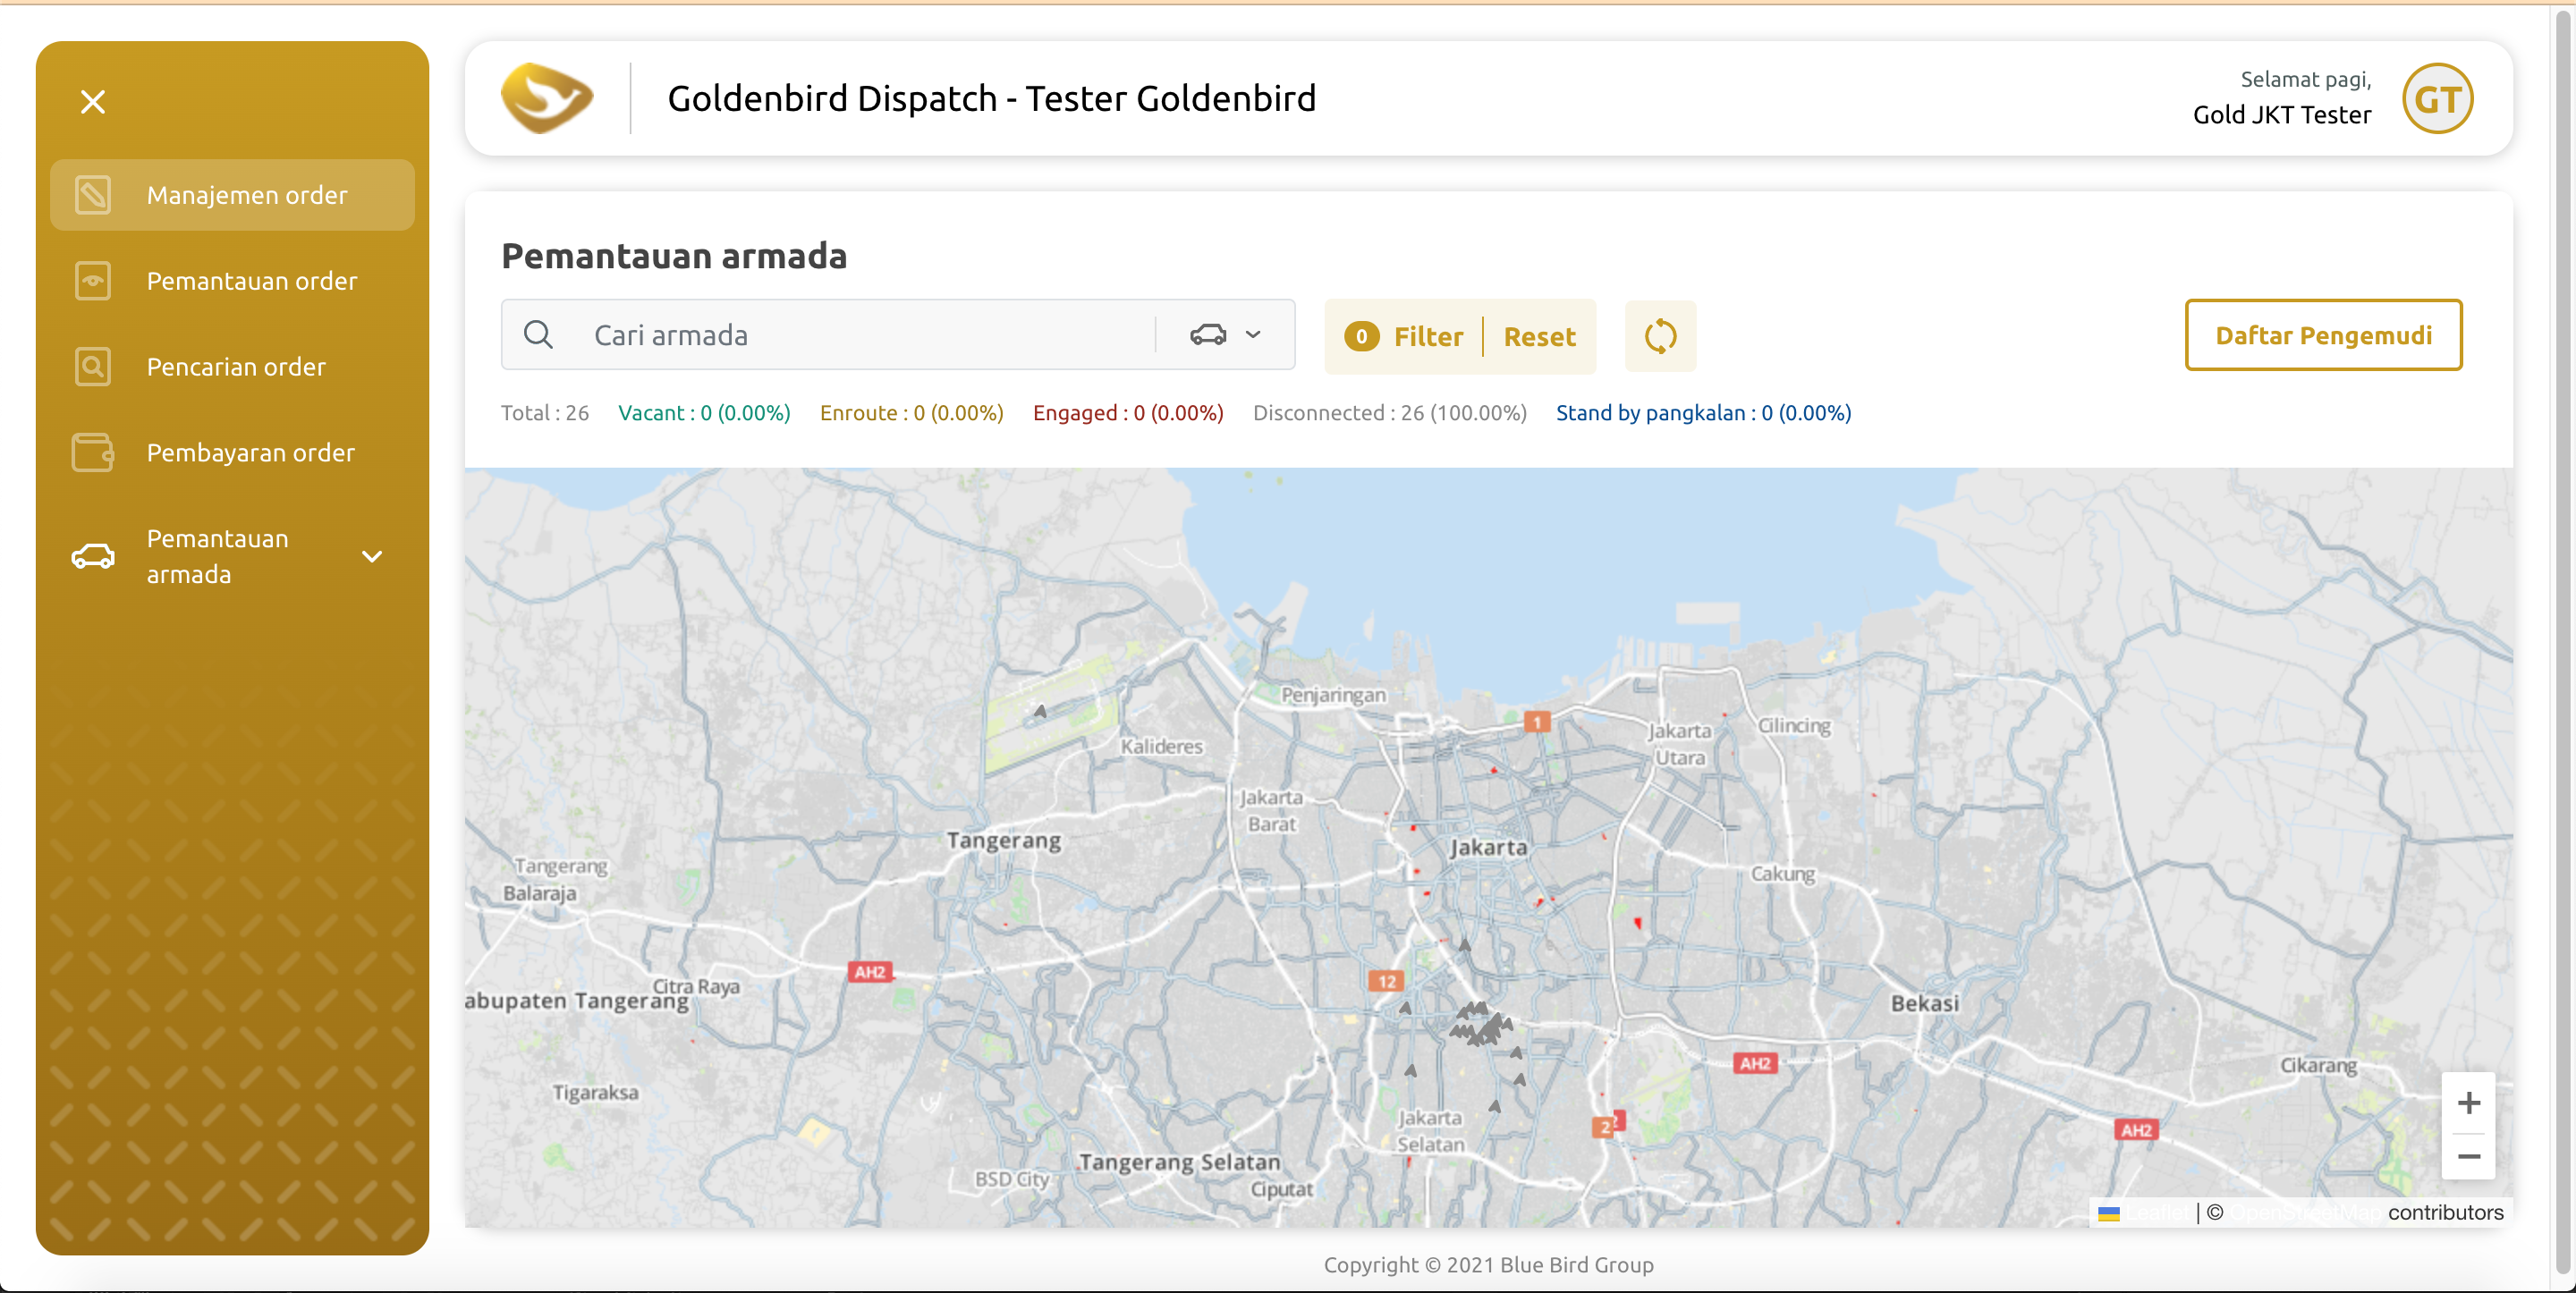 Goldenbird Dispatch - Tester Goldenbird
Selamat pagi,
Gold JKT Tester
GT
Manajemen order
Pemantauan order
Pencarian order
Pembayaran order
Pemantauan
armada
Pemantauan armada
Cari armada
0 Filter Reset
Daftar Pengemudi
Total : 26 Vacant : 0 (0.00%) Enroute : 0 (0.00%) Engaged : 0 (0.00%) Disconnected : 26 (100.00%) Stand by pangkalan : 0 (0.00%)
Penjaringan
1
Jakarta
Utara
Cilincing
Kalideres
Jakarta
Barat
Tangerang
Jakarta
Tangerang
Balaraja
Cakung
AH2
12
Citra Raya
abupaten Tangerang
Bekasi
AH2
Cikarang
Tigaraksa
Jakarta
Selatan
2
AH2
Tangerang Selatan
BSD City
Ciputat
+
−
Leaflet | © OpenStreetMap contributors
Copyright © 2021 Blue Bird Group